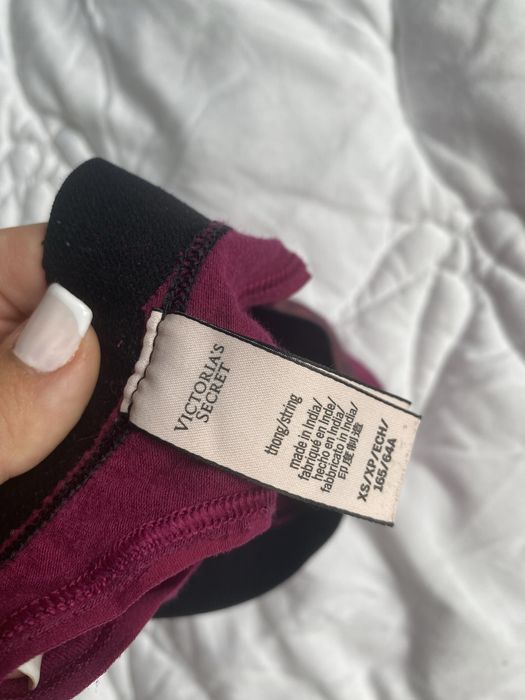 VICTORIA'S
SECRET
thong/string
made in India/
fabriqué en Inde/
hecho en India/
fabbricato in India/
印度制造
XS/XP/ECH/
165/64A